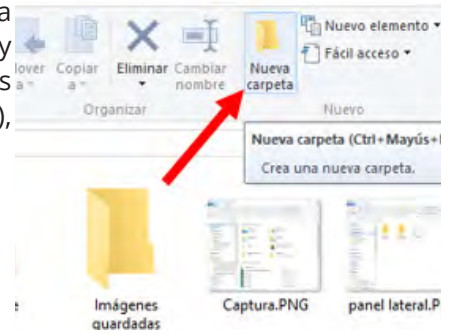 a
y
s
),
Nuevo elemento
Fácil acceso
lover Copiar Eliminar Cambiar Nueva
a a nombre carpeta
Organizar Nuevo
Nueva carpeta (Ctrl+Mayús+
Crea una nueva carpeta.
e Imágenes Captura.PNG panel lateral.P
guardadas